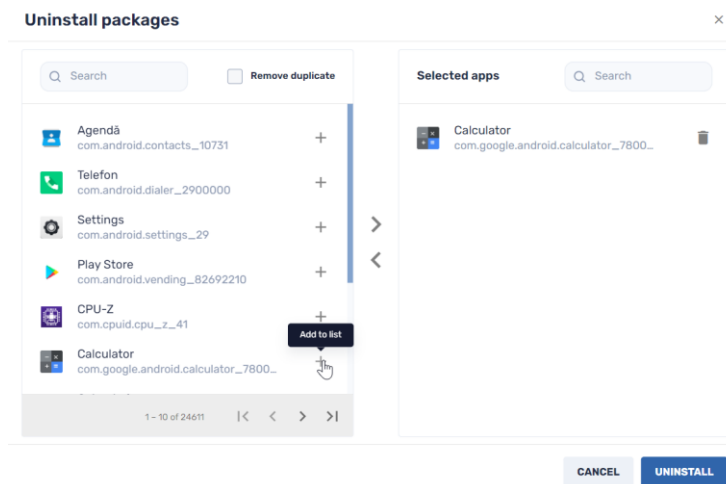 Uninstall packages
Search
Remove duplicate
Agendă
com.android.contacts_10731
Telefon
com.android.dialer_2900000
Settings
com.android.settings_29
Play Store
com.android.vending_82692210
CPU-Z
com.cpuid.cpu_z_41
Add to list
Calculator
com.google.android.calculator_7800...
1 – 10 of 24611
Selected apps
Search
Calculator
com.google.android.calculator_7800...
CANCEL
UNINSTALL